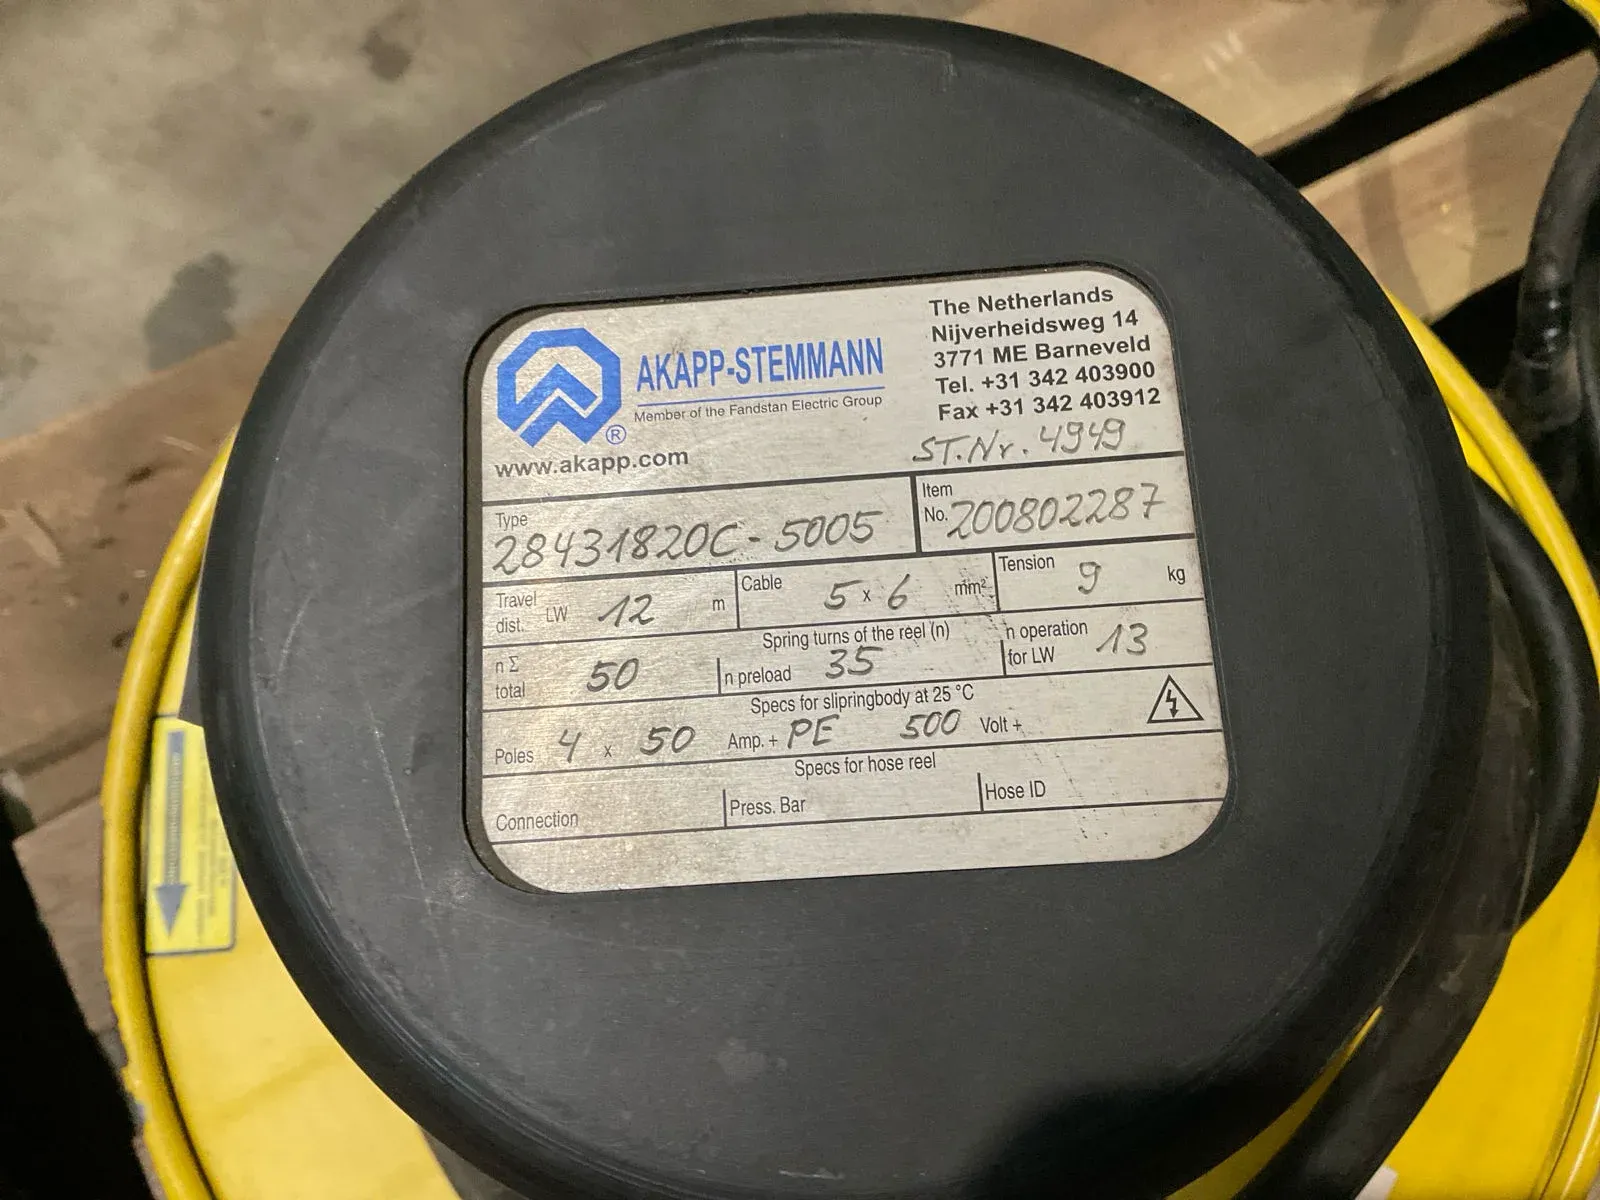 AKAPP-STEMMANN
Member of the Fandstan Electric Group
®
www.akapp.com
The Netherlands
Nijverheidsweg 14
3771 ME Barneveld
Tel. +31 342 403900
Fax +31 342 403912
ST.Nr. 4949
Type 28431820C-5005
Item No. 200802287
Travel dist. LW 12 m
Cable 5 x 6 mm²
Tension 9 kg
Spring turns of the reel (n)
n Σ total 50
n preload 35
n operation for LW 13
Specs for slipringbody at 25 °C
Poles 4 x 50 Amp. + PE 500 Volt +
Specs for hose reel
Connection
Press. Bar
Hose ID